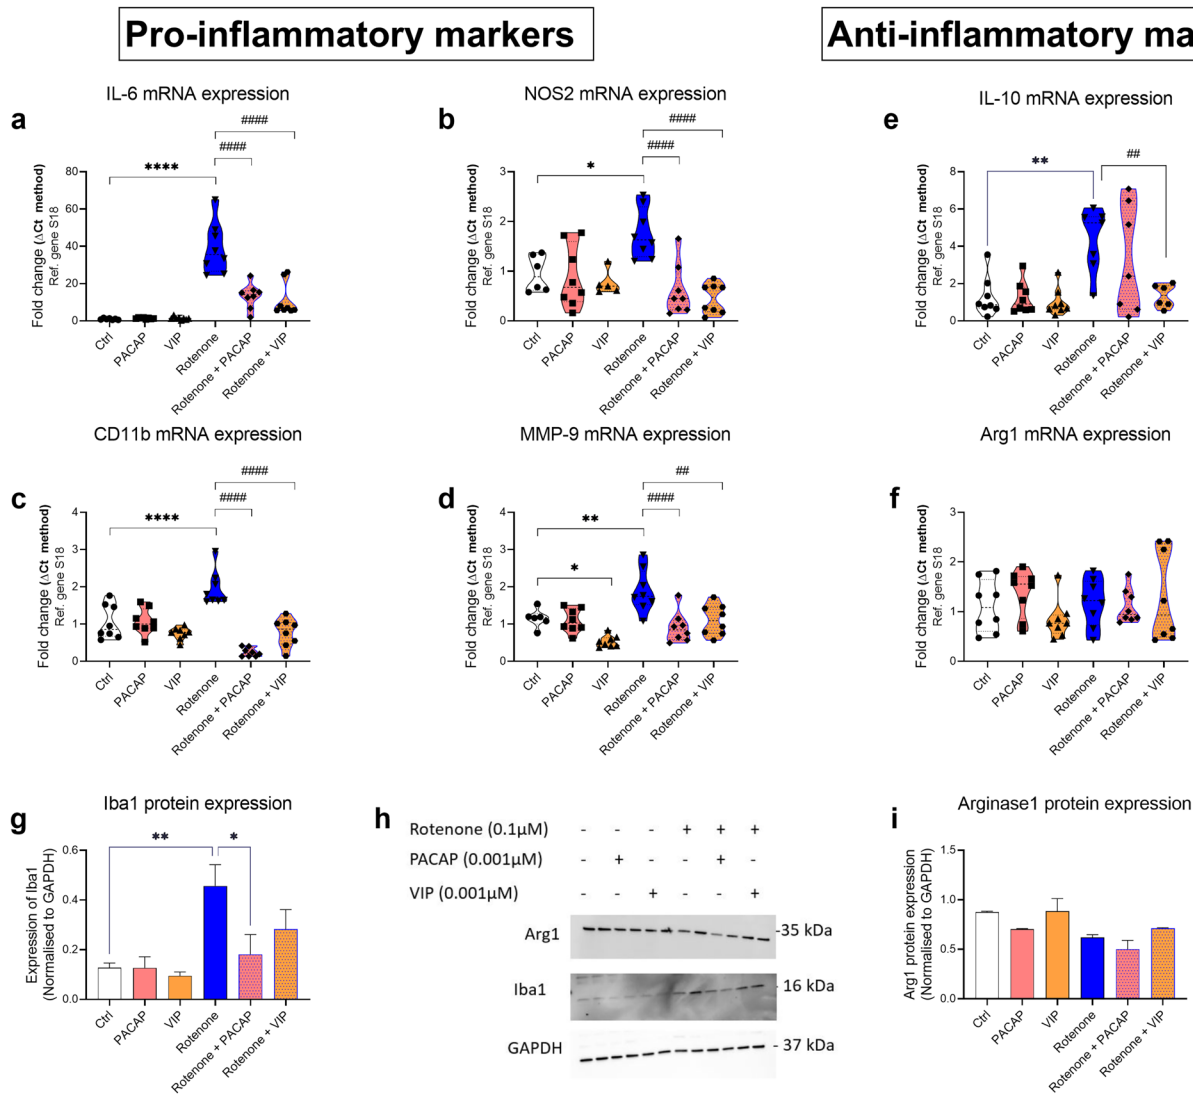 Pro-inflammatory markers
Anti-inflammatory ma
a
IL-6 mRNA expression
Fold change (ΔCt method)
Ref. gene S18
80
60
40
20
0
****
####
####
Ctrl
PACAP
VIP
Rotenone
Rotenone + PACAP
Rotenone + VIP
b
NOS2 mRNA expression
Fold change (ΔCt method)
Ref. gene S18
3
2
1
0
*
####
####
Ctrl
PACAP
VIP
Rotenone
Rotenone + PACAP
Rotenone + VIP
e
IL-10 mRNA expression
Fold change (ΔCt method)
Ref. gene S18
8
6
4
2
0
**
##
Ctrl
PACAP
VIP
Rotenone
Rotenone + PACAP
Rotenone + VIP
c
CD11b mRNA expression
Fold change (ΔCt method)
Ref. gene S18
4
3
2
1
0
****
####
####
Ctrl
PACAP
VIP
Rotenone
Rotenone + PACAP
Rotenone + VIP
d
MMP-9 mRNA expression
Fold change (ΔCt method)
Ref. gene S18
4
3
2
1
0
**
*
##
####
Ctrl
PACAP
VIP
Rotenone
Rotenone + PACAP
Rotenone + VIP
f
Arg1 mRNA expression
Fold change (ΔCt method)
Ref. gene S18
3
2
1
0
Ctrl
PACAP
VIP
Rotenone
Rotenone + PACAP
Rotenone + VIP
g
Iba1 protein expression
Expression of Iba1
(Normalised to GAPDH)
0.6
0.4
0.2
0.0
**
*
Ctrl
PACAP
VIP
Rotenone
Rotenone + PACAP
Rotenone + VIP
h
Rotenone (0.1µM) - - - + + +
PACAP (0.001µM) - + - - + -
VIP (0.001µM) - - + - - +
Arg1 -35 kDa
Iba1 - 16 kDa
GAPDH - 37 kDa
i
Arginase1 protein expression
Arg1 protein expression
(Normalised to GAPDH)
1.5
1.0
0.5
0.0
Ctrl
PACAP
VIP
Rotenone
Rotenone + PACAP
Rotenone + VIP